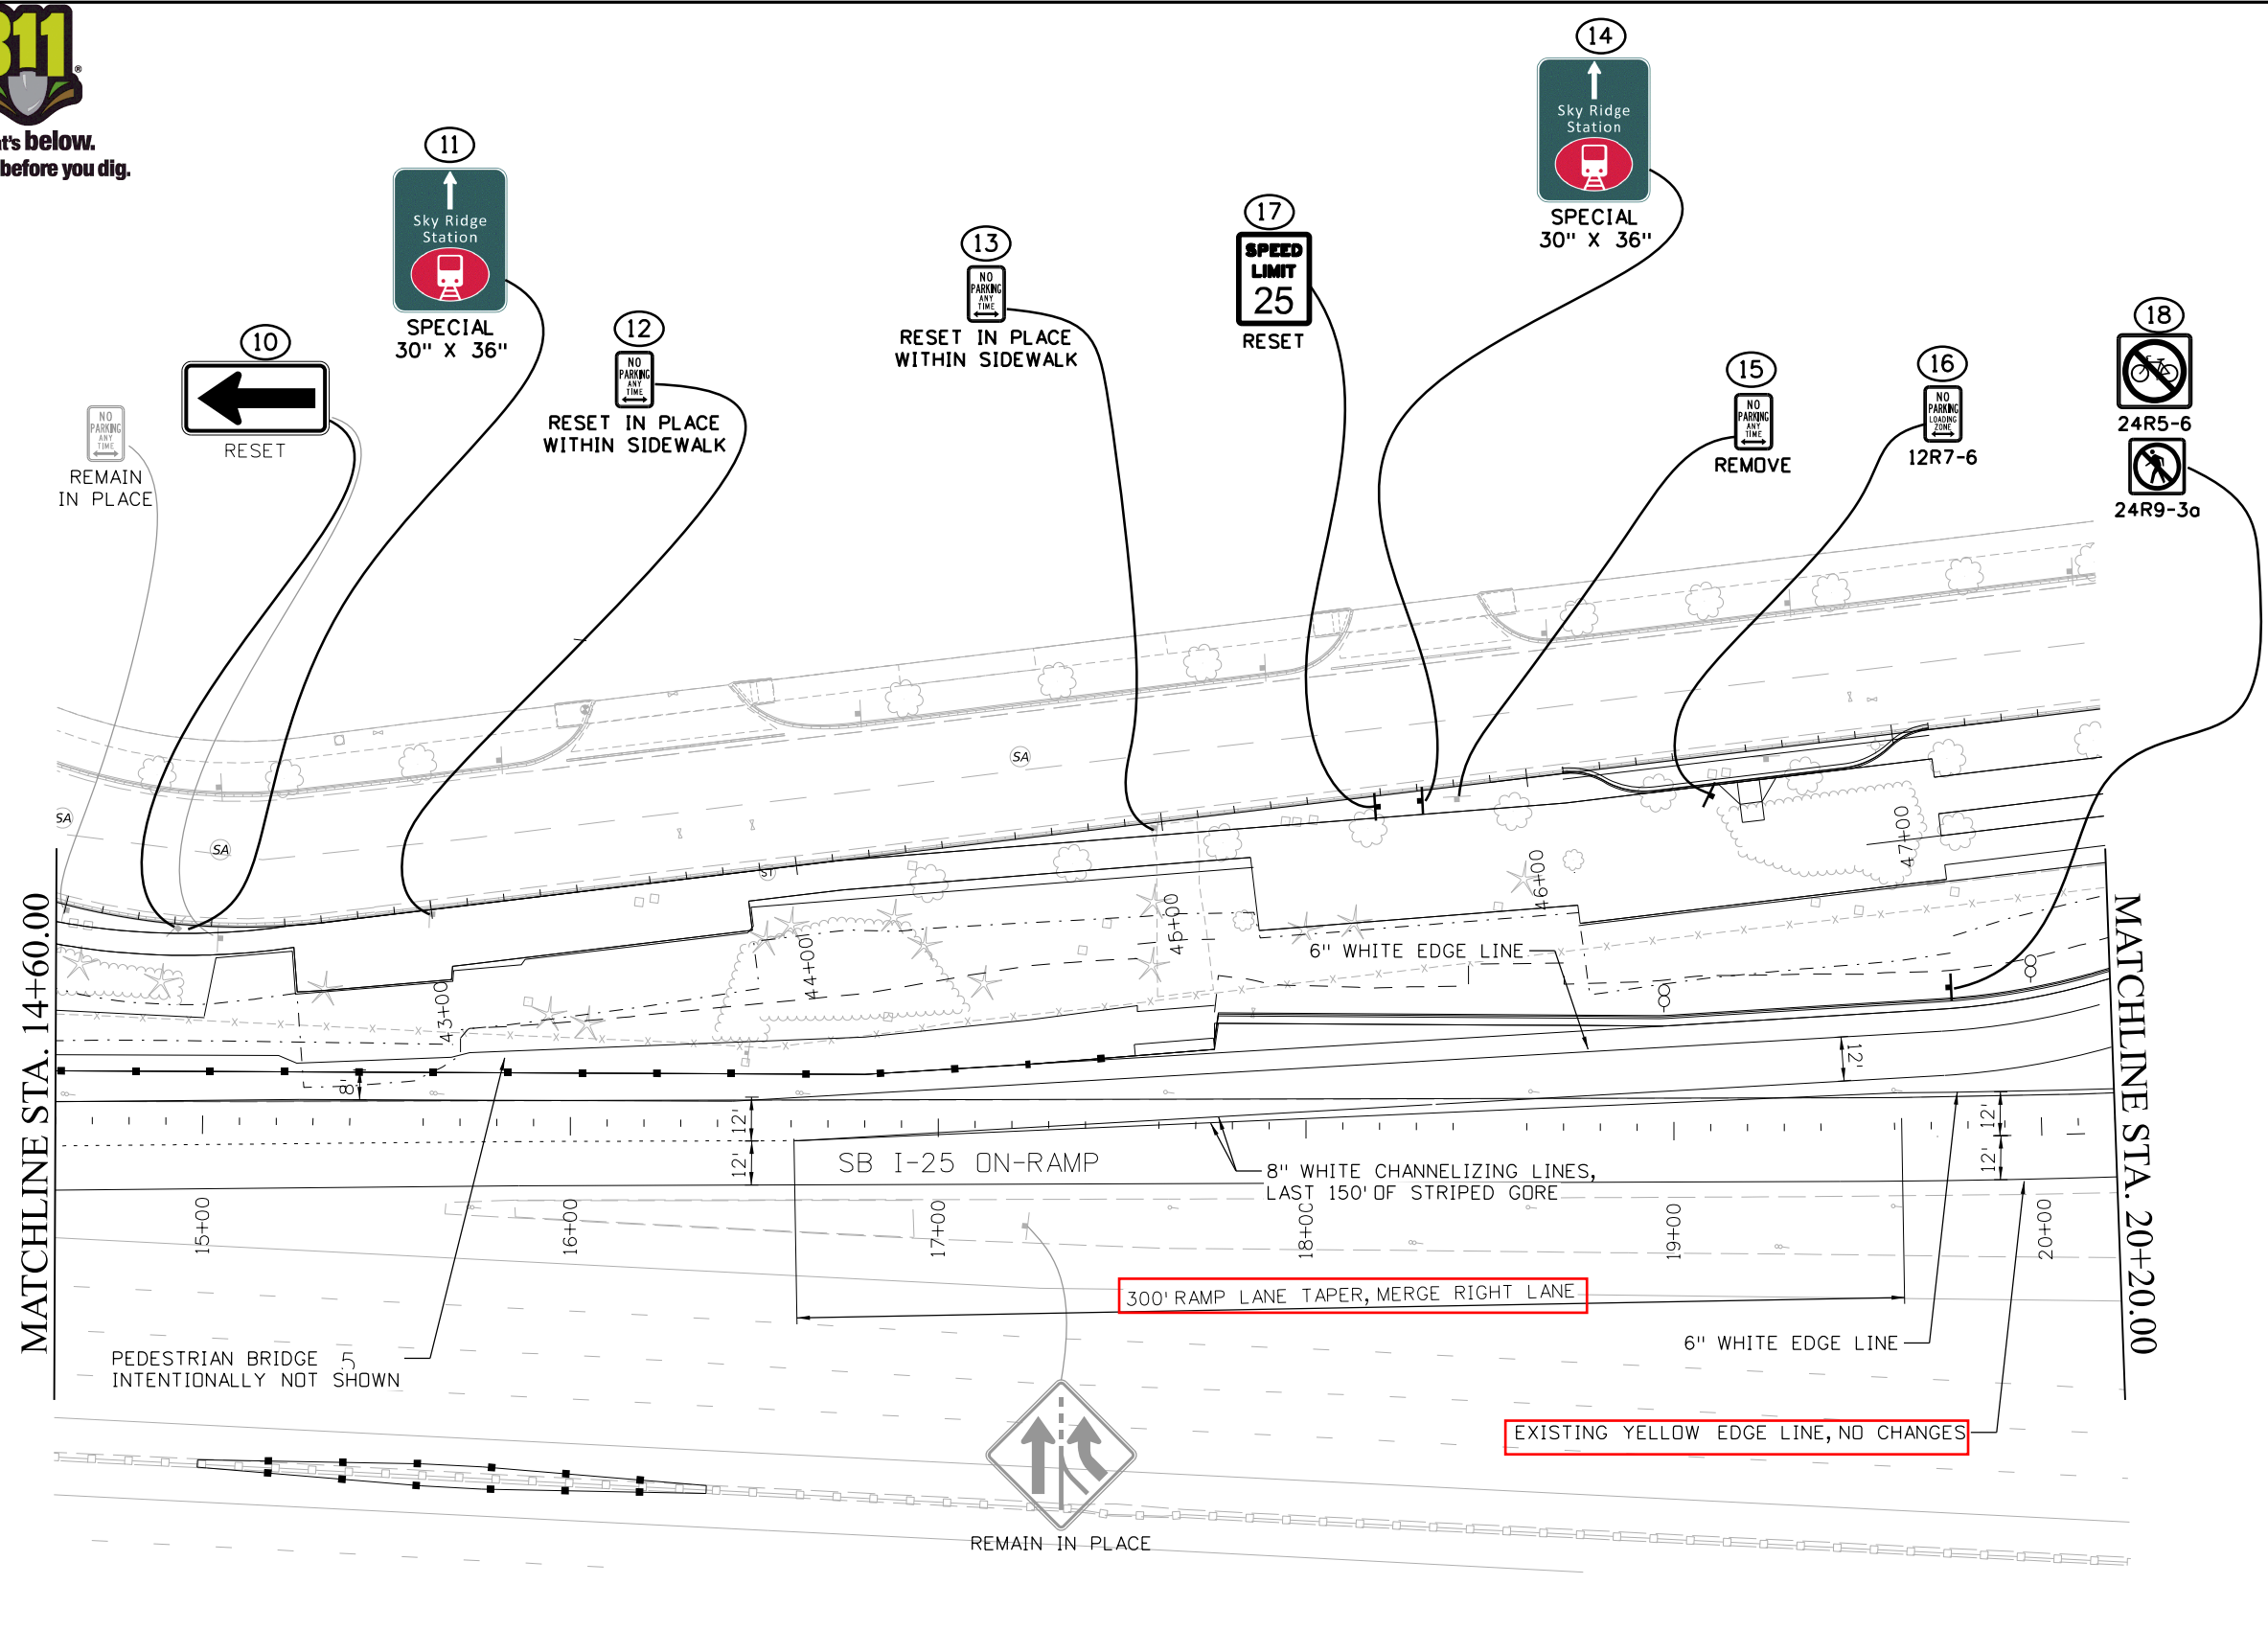 811
®
at's below.
before you dig.
14
Sky Ridge
Station
SPECIAL
30" X 36"
11
Sky Ridge
Station
SPECIAL
30" X 36"
17
SPEED
LIMIT
25
RESET
13
NO
PARKING
ANY
TIME
RESET IN PLACE
WITHIN SIDEWALK
10
RESET
12
NO
PARKING
ANY
TIME
RESET IN PLACE
WITHIN SIDEWALK
NO
PARKING
ANY
TIME
REMAIN
IN PLACE
15
NO
PARKING
ANY
TIME
REMOVE
16
NO
PARKING
LOADING
ZONE
12R7-6
18
24R5-6
24R9-3a
SA
SA
SA
ST
43+00
44+00
45+00
46+00
47+00
MATCHLINE STA. 14+60.00
MATCHLINE STA. 20+20.00
6" WHITE EDGE LINE
8'
12'
12'
12'
12'
12'
SB I-25 ON-RAMP
8" WHITE CHANNELIZING LINES,
LAST 150' OF STRIPED GORE
15+00
16+00
17+00
18+00
19+00
20+00
300' RAMP LANE TAPER, MERGE RIGHT LANE
6" WHITE EDGE LINE
PEDESTRIAN BRIDGE 5
INTENTIONALLY NOT SHOWN
EXISTING YELLOW EDGE LINE, NO CHANGES
REMAIN IN PLACE